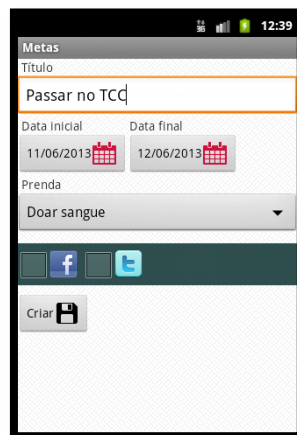 3G 12:39
Metas
Título
Passar no TCC
Data inicial Data final
11/06/2013 12/06/2013
Prenda
Doar sangue
f t
Criar